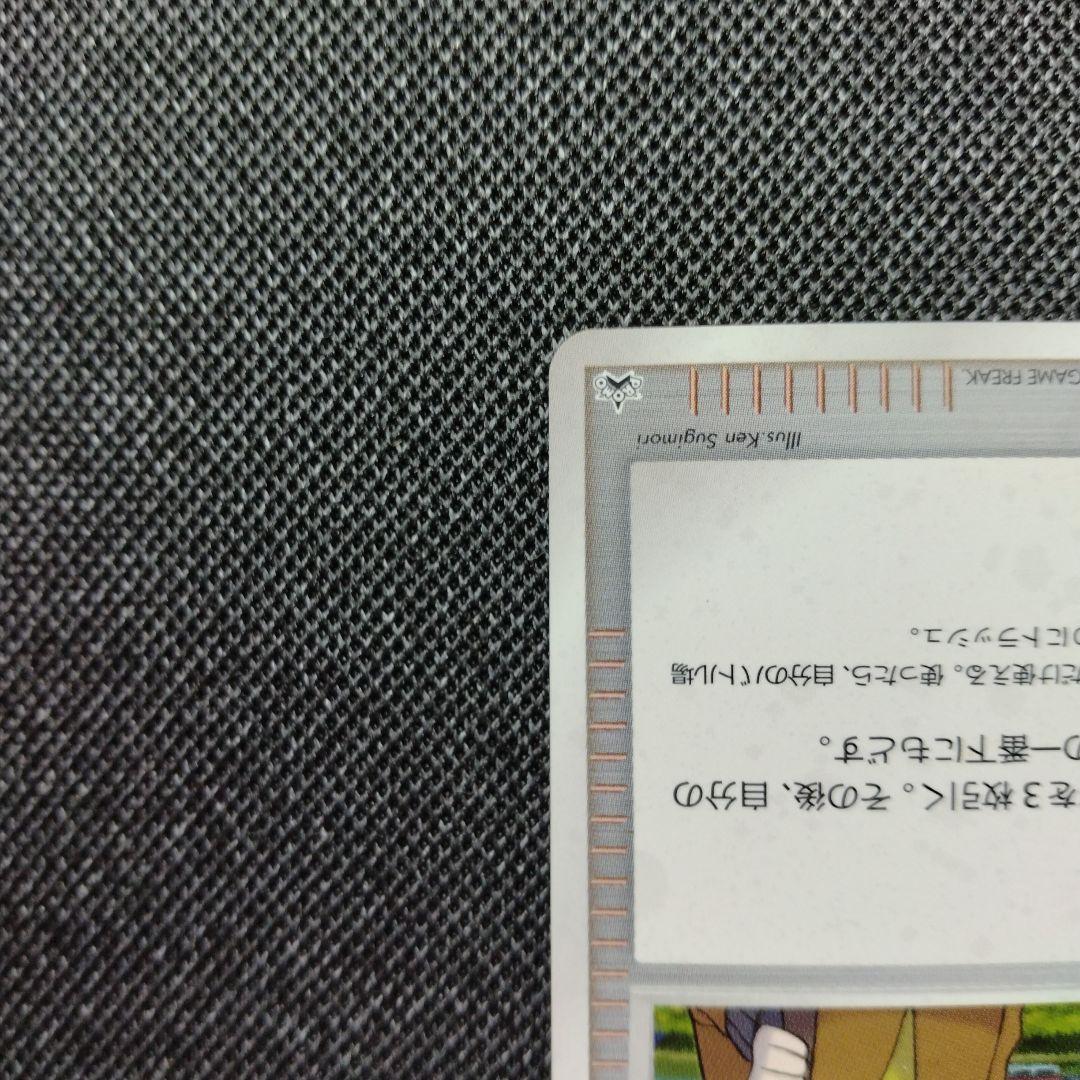 を3枚引く。その後、自分の
の一番下にもどす。
だけ使える。使ったら、自分のバトル場
のにトラッシュ。
Illus.Ken Sugimori
GAME FREAK.